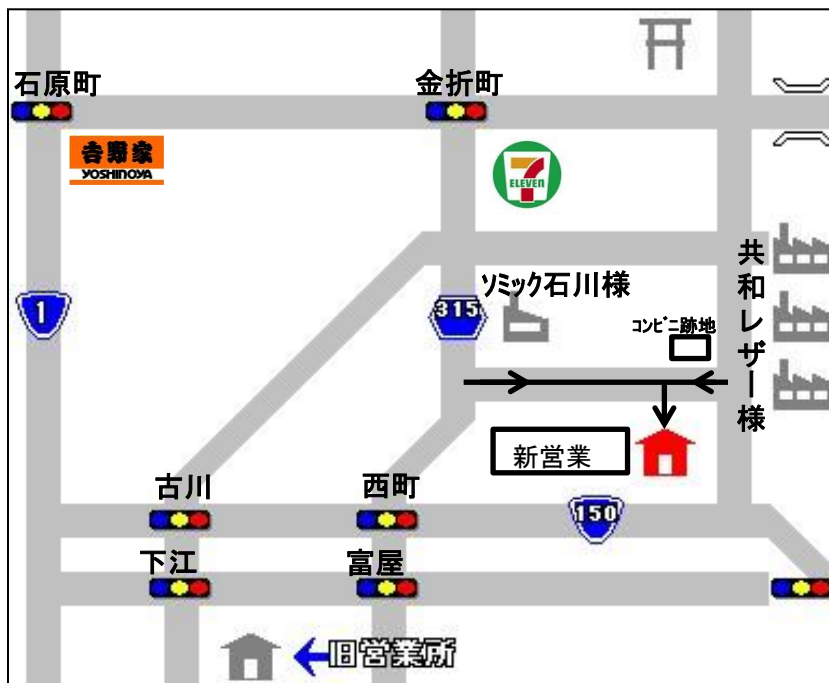 石原町
金折町
吉野家
YOSHINOYA
7
ELEVEN
1
315
ソミック石川様
コンビニ跡地
共和レザー様
新営業
古川
西町
150
下江
富屋
旧営業所